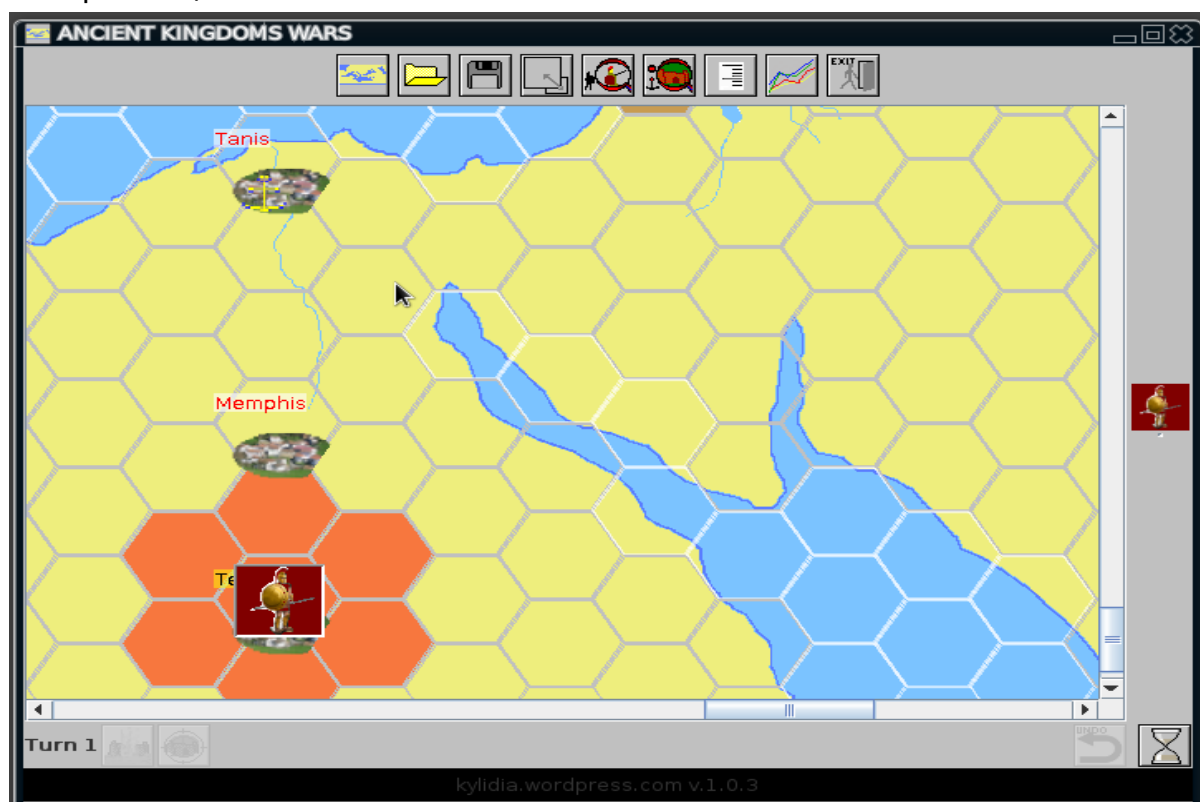 ANCIENT KINGDOMS WARS
EXIT
Tanis
Memphis
Te
Turn 1
UNDO
kylidia.wordpress.com v.1.0.3